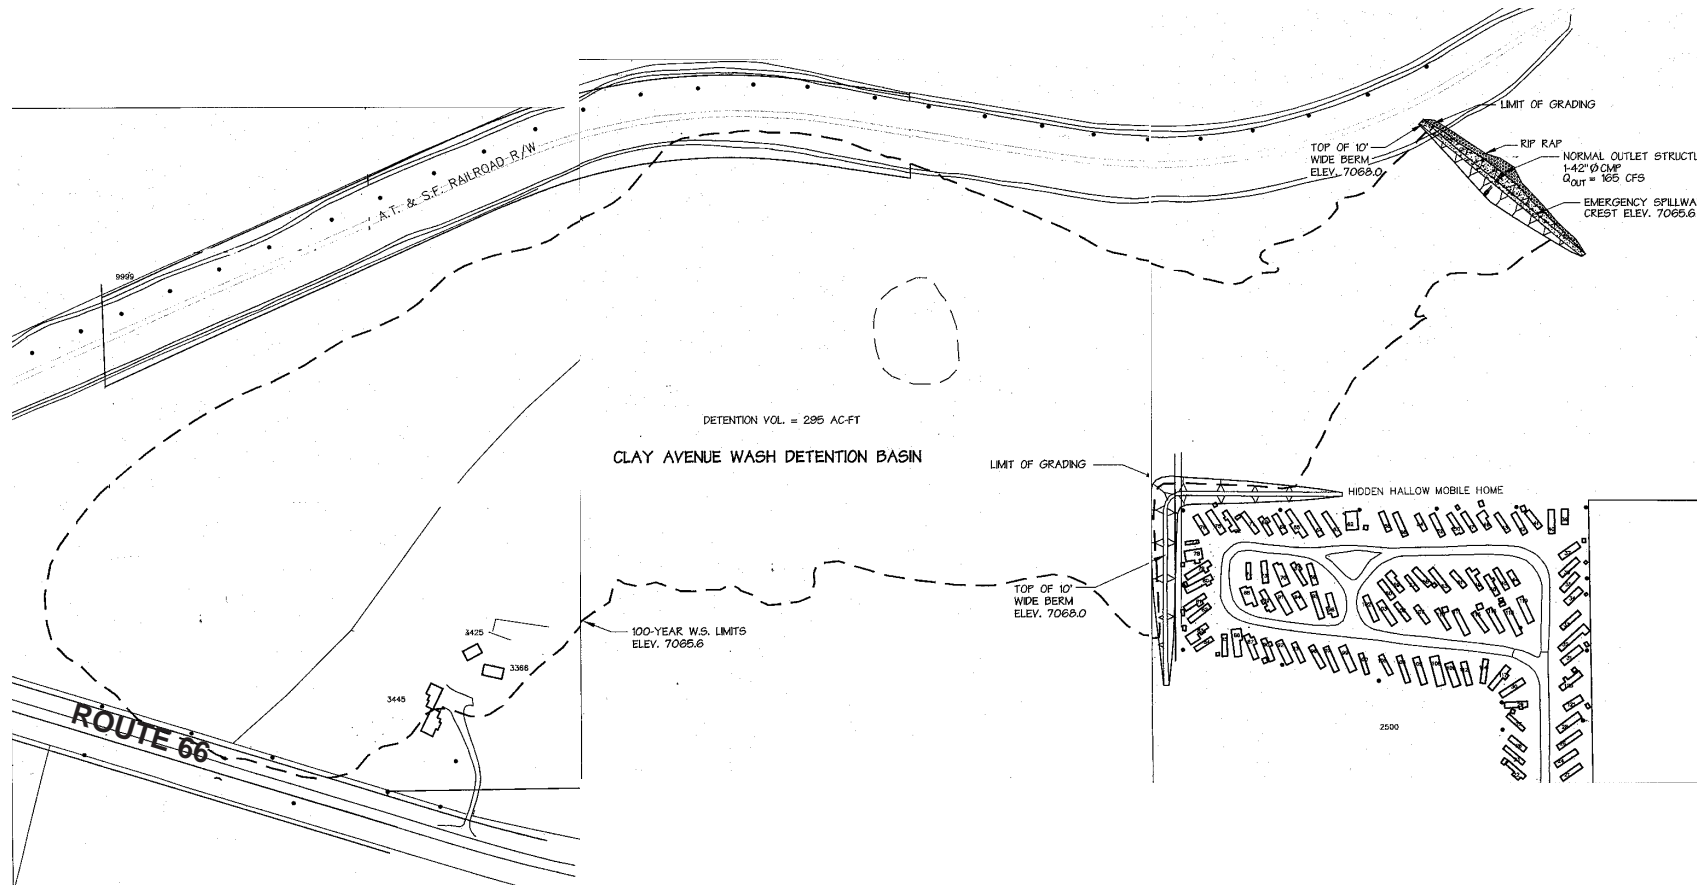 LIMIT OF GRADING
TOP OF 10'
WIDE BERM
ELEV. 7068.0
RIP RAP
NORMAL OUTLET STRUCTU
1-42" Ø CMP
QOUT = 165 CFS
EMERGENCY SPILLWA
CREST ELEV. 7065.6
A.T. & S.F. RAILROAD R/W
9999
DETENTION VOL. = 295 AC-FT
CLAY AVENUE WASH DETENTION BASIN
LIMIT OF GRADING
HIDDEN HALLOW MOBILE HOME
TOP OF 10'
WIDE BERM
ELEV. 7068.0
100-YEAR W.S. LIMITS
ELEV. 7065.6
3425
3366
3445
ROUTE 66
2500